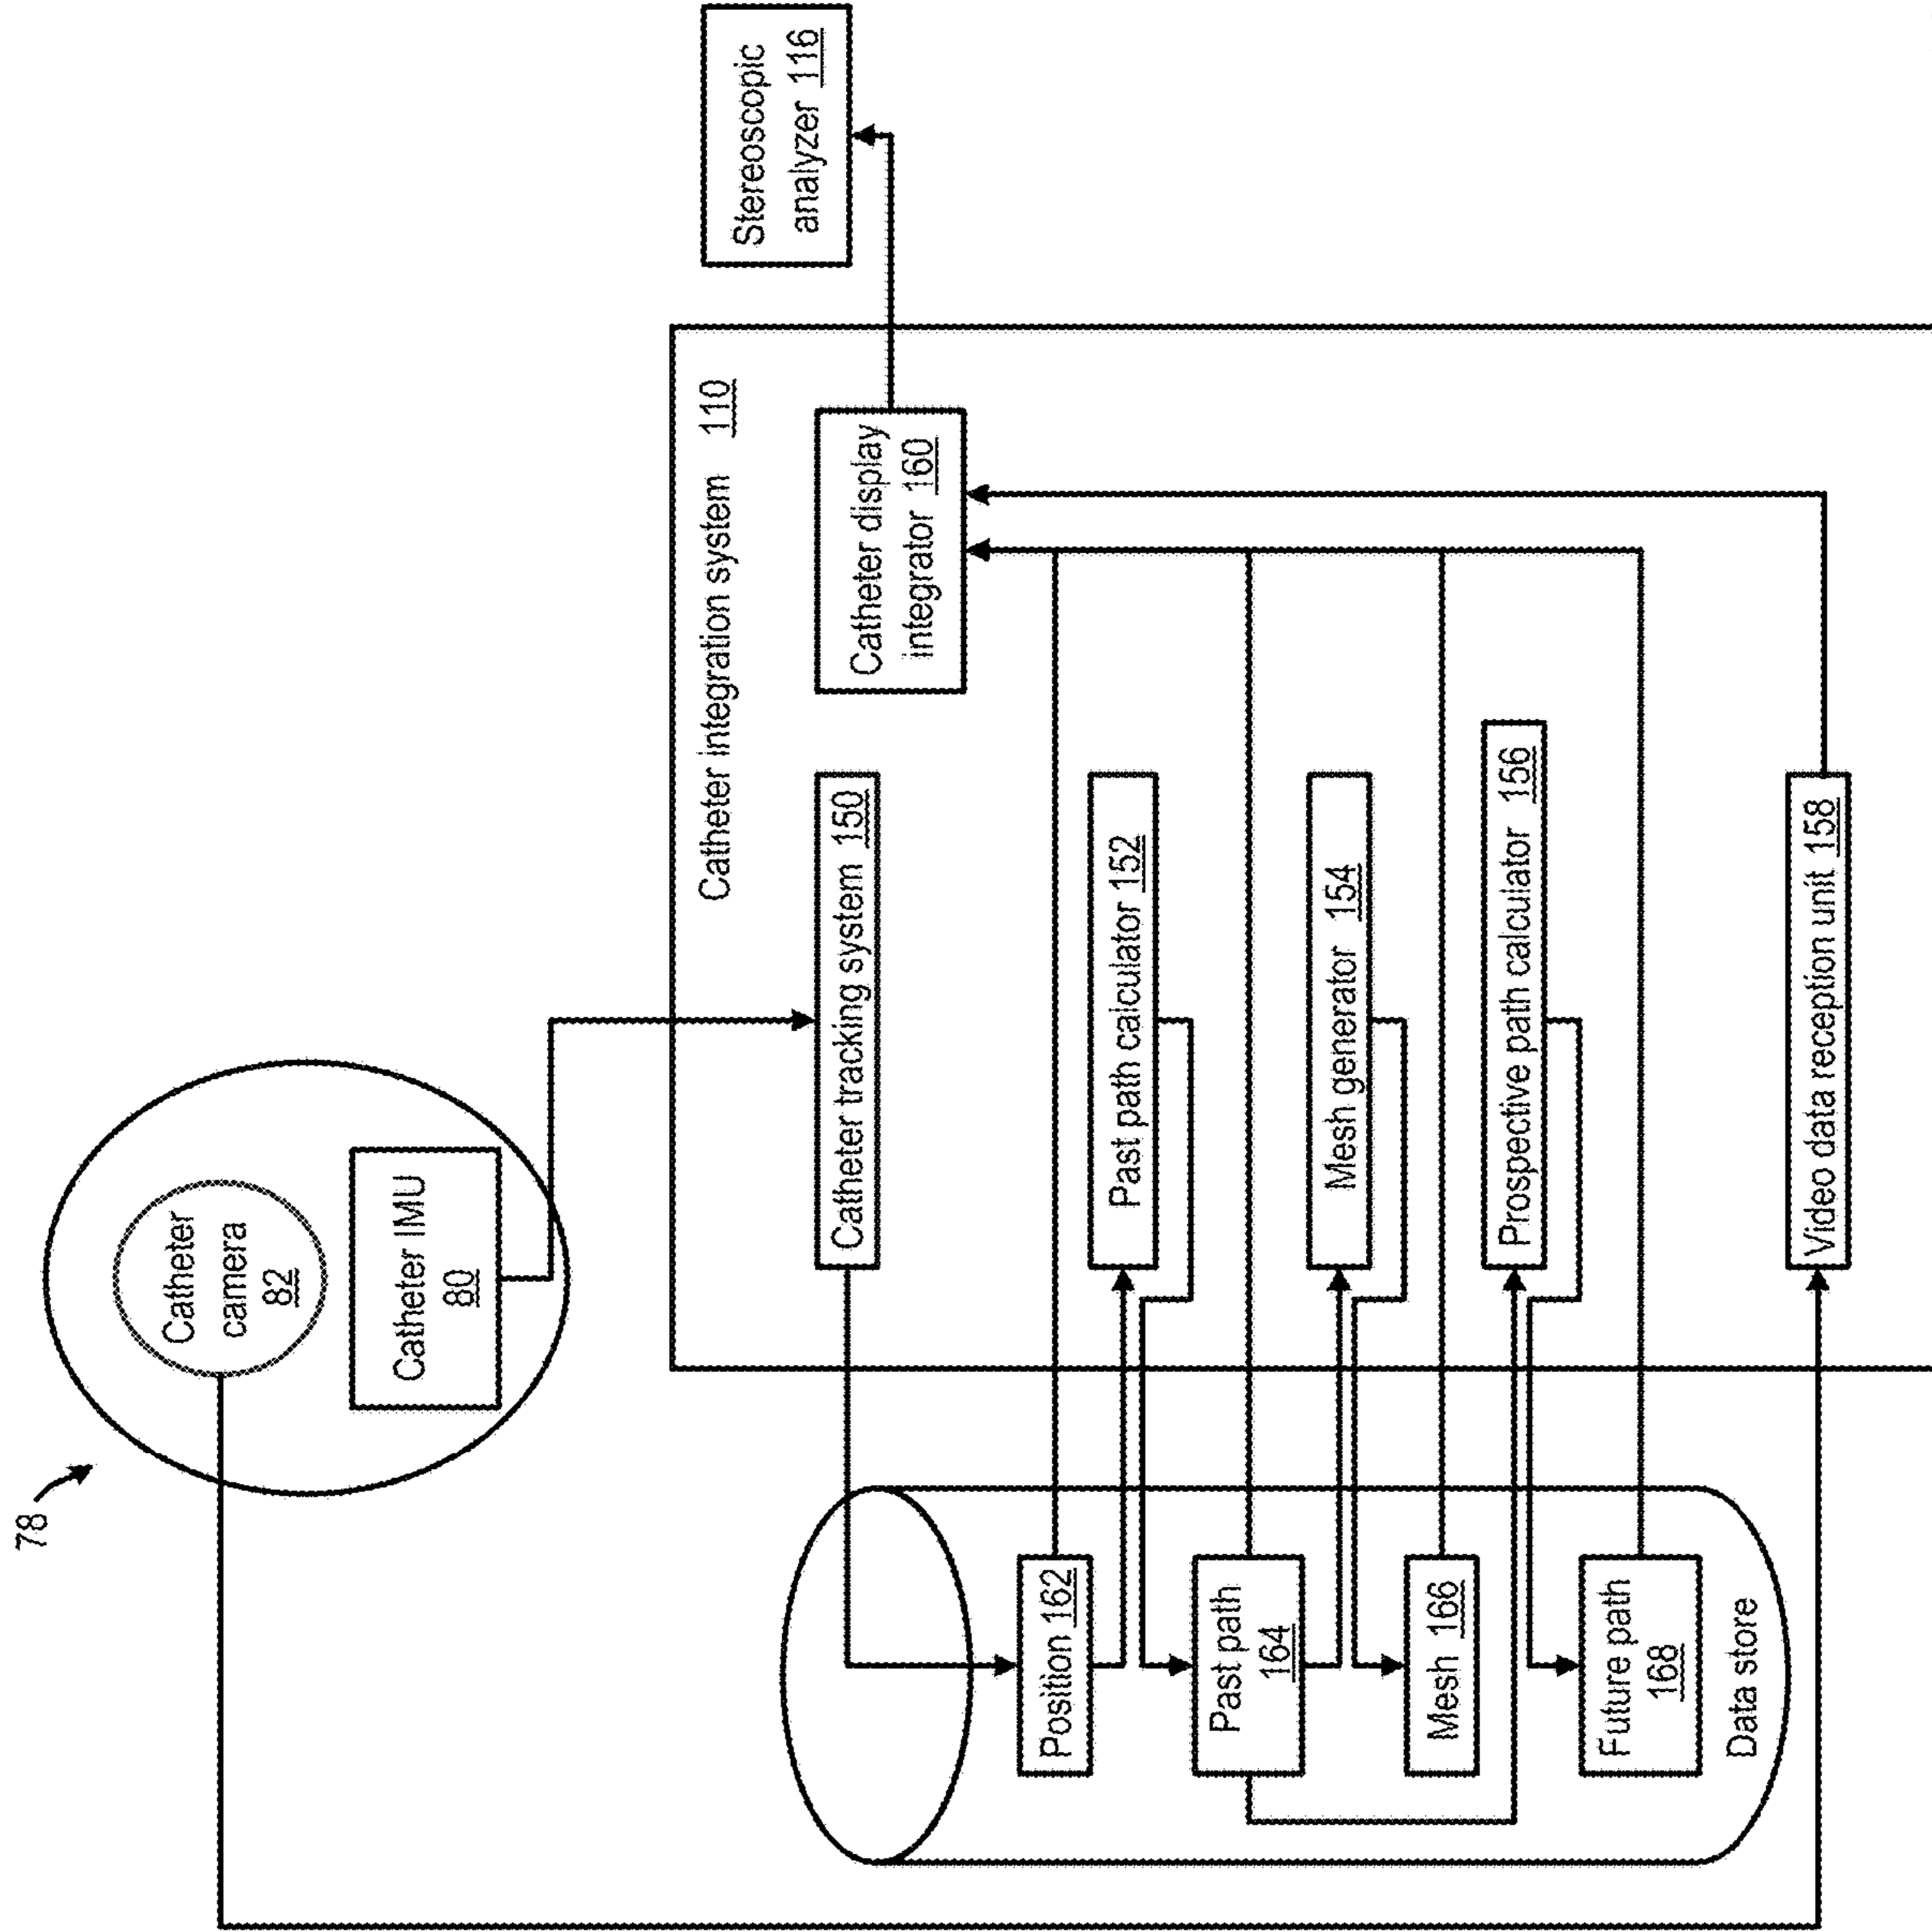 78
Catheter
camera
82
Catheter IMU
80
Stereoscopic
analyzer 116
Catheter integration system 110
Catheter tracking system 150
Catheter display
integrator 160
Past path calculator 152
Mesh generator 154
Prospective path calculator 156
Video data reception unit 158
Position 162
Past path
164
Mesh 166
Future path
168
Data store